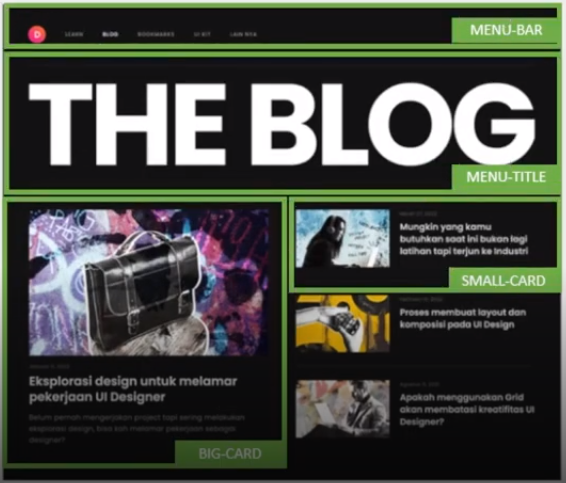 D LEARN BLOG BOOKMARKS UI KIT
MENU-BAR
THE BLOG
MENU-TITLE
Mungkin yang kamu
butuhkan saat ini bukan lagi
latihan tapi terjun ke Industri
SMALL-CARD
Proses membuat layout dan
komposisi pada UI Design
Apakah menggunakan Grid
akan membatasi kreatifitas UI
Designer?
Eksplorasi design untuk melamar
pekerjaan UI Designer
Belum pernah mengerjakan project tapi sering melakukan
eksplorasi design, bisa kah melamar pekerjaan sebagai
designer?
BIG-CARD